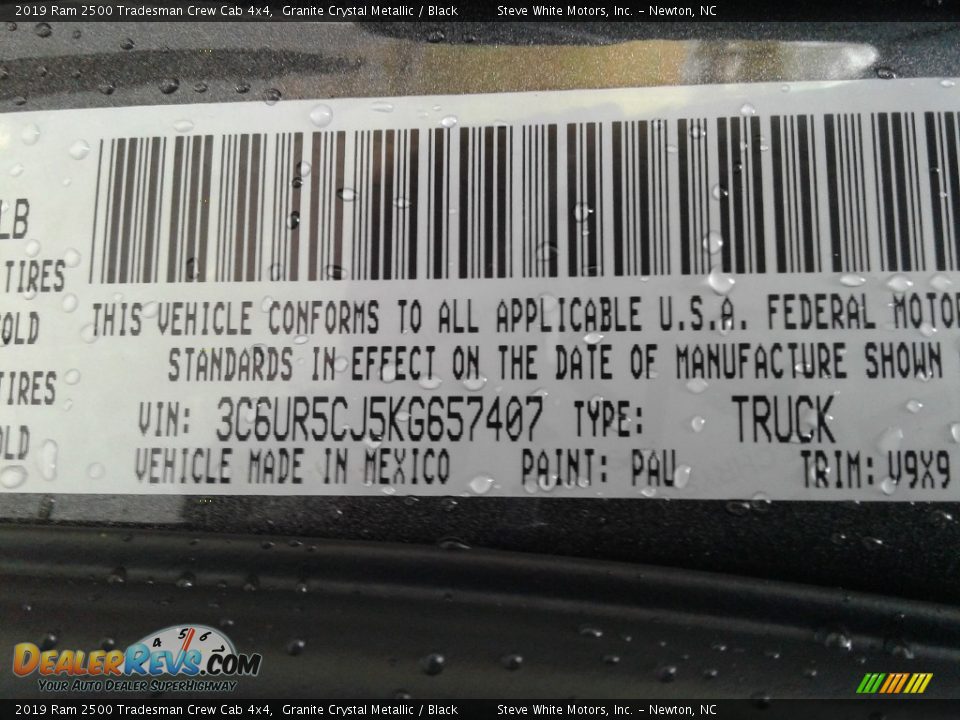 2019 Ram 2500 Tradesman Crew Cab 4x4, Granite Crystal Metallic / Black Steve White Motors, Inc. – Newton, NC
LB
TIRES
OLD
TIRES
OLD
THIS VEHICLE CONFORMS TO ALL APPLICABLE U.S.A. FEDERAL MOTOR
STANDARDS IN EFFECT ON THE DATE OF MANUFACTURE SHOWN
VIN: 3C6UR5CJ5KG657407 TYPE: TRUCK
VEHICLE MADE IN MEXICO PAINT: PAU TRIM: V9X9
4 5 6
DEALERREVS.COM
YOUR AUTO DEALER SUPERHIGHWAY
2019 Ram 2500 Tradesman Crew Cab 4x4, Granite Crystal Metallic / Black Steve White Motors, Inc. – Newton, NC